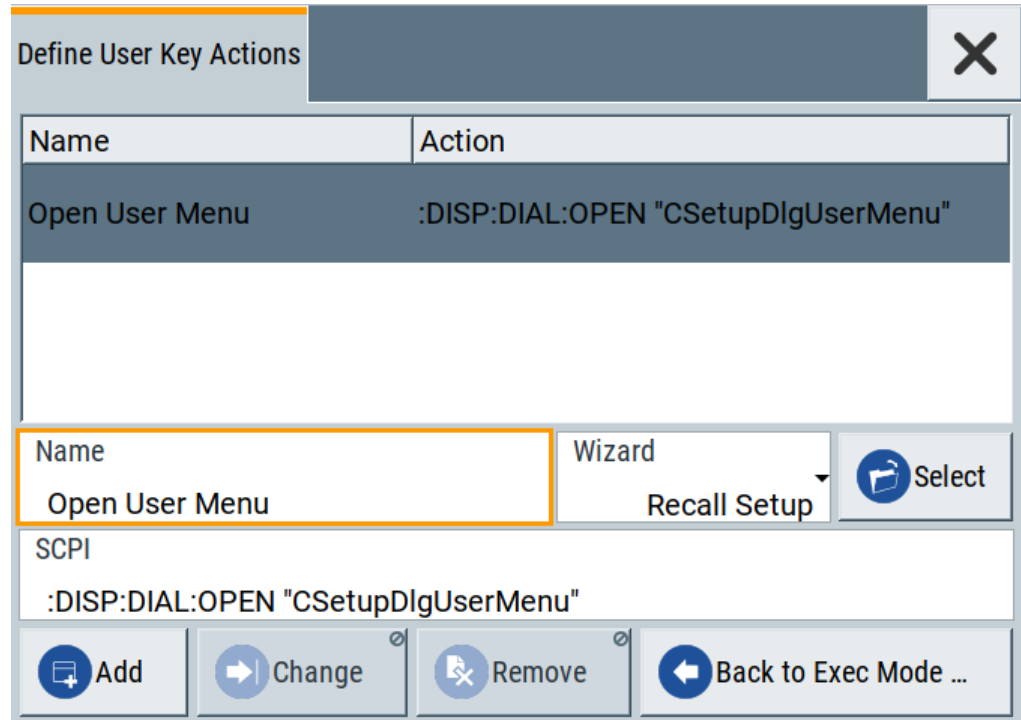 Define User Key Actions
Name Action
Open User Menu :DISP:DIAL:OPEN "CSetupDlgUserMenu"
Name Wizard
Open User Menu Recall Setup Select
SCPI
:DISP:DIAL:OPEN "CSetupDlgUserMenu"
Add Change Remove Back to Exec Mode ...